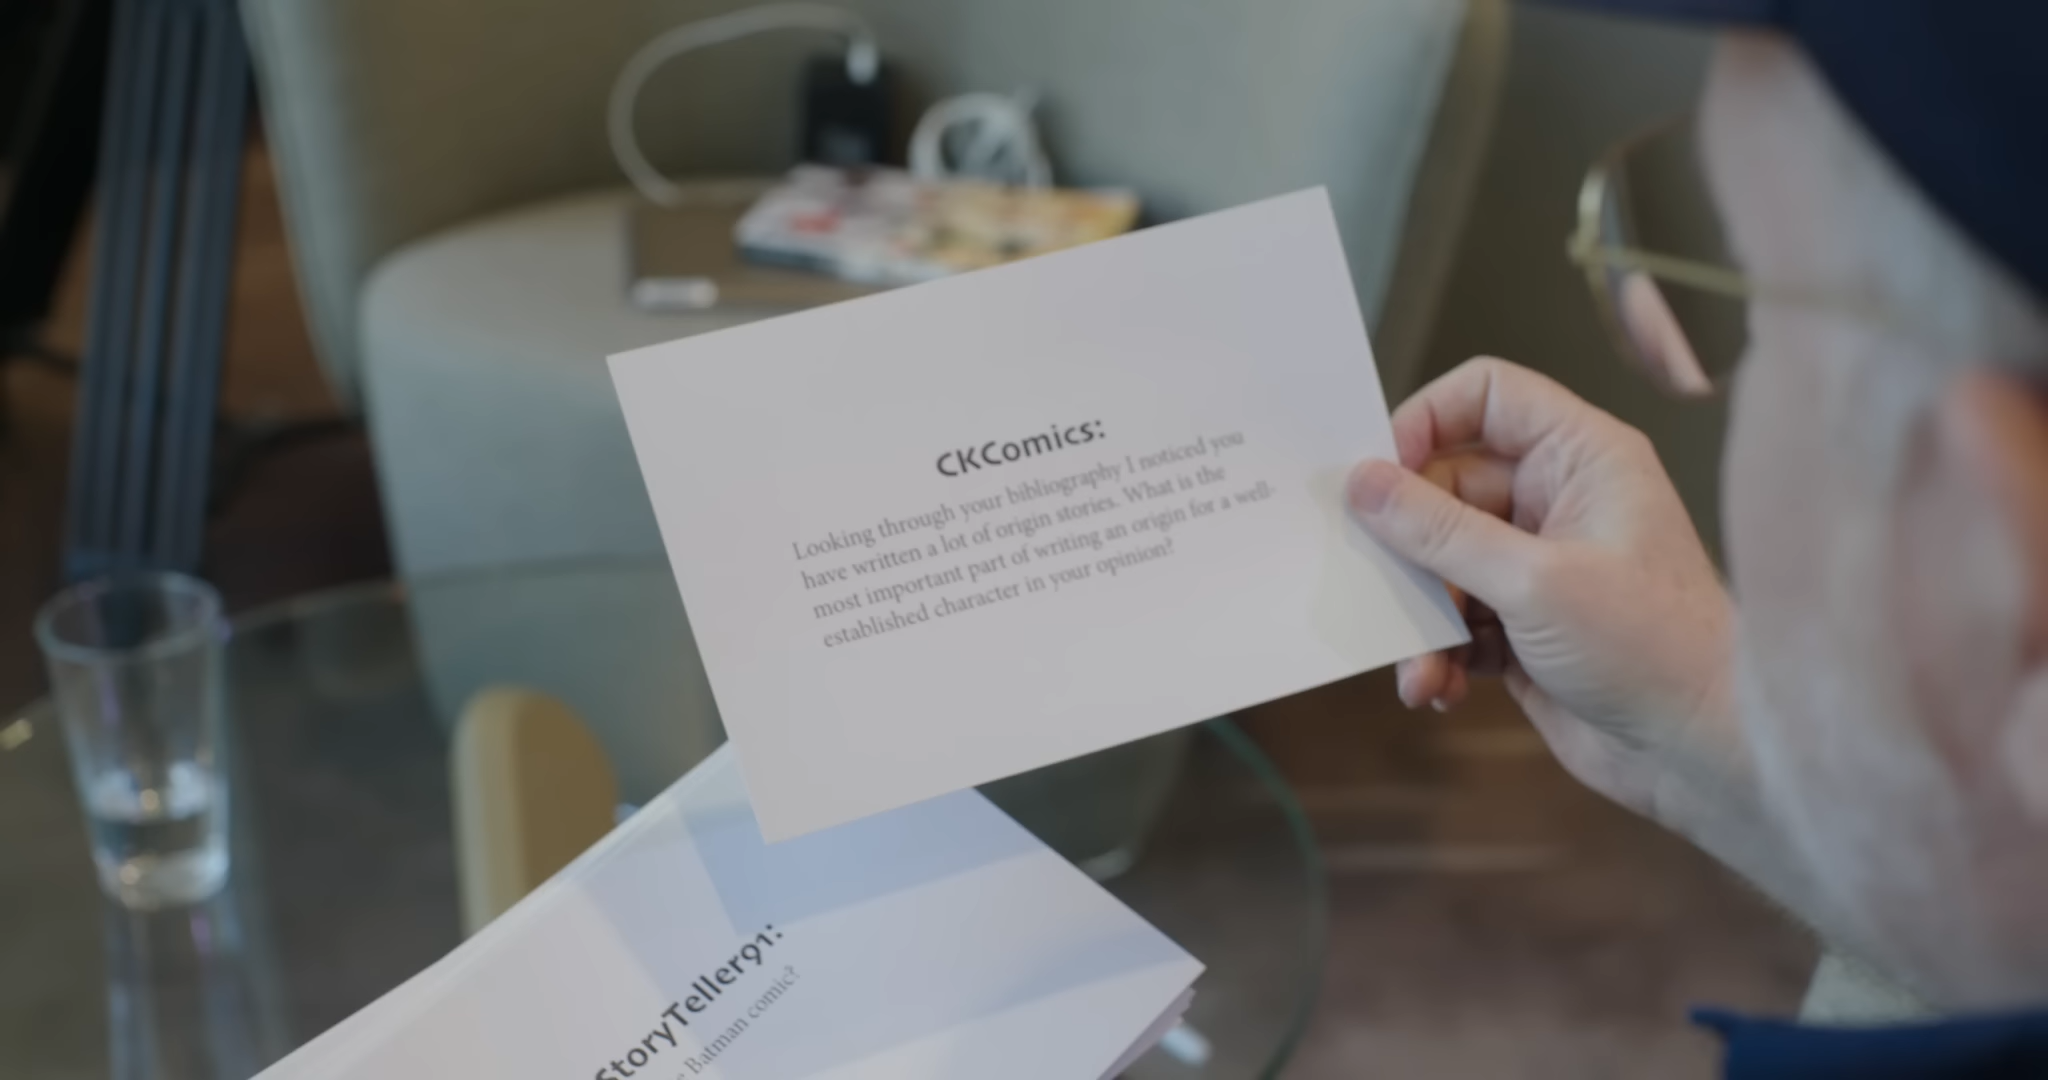 CKComics:
Looking through your bibliography I noticed you
have written a lot of origin stories. What is the
most important part of writing an origin for a well-
established character in your opinion?
StoryTeller91:
Batman comic?